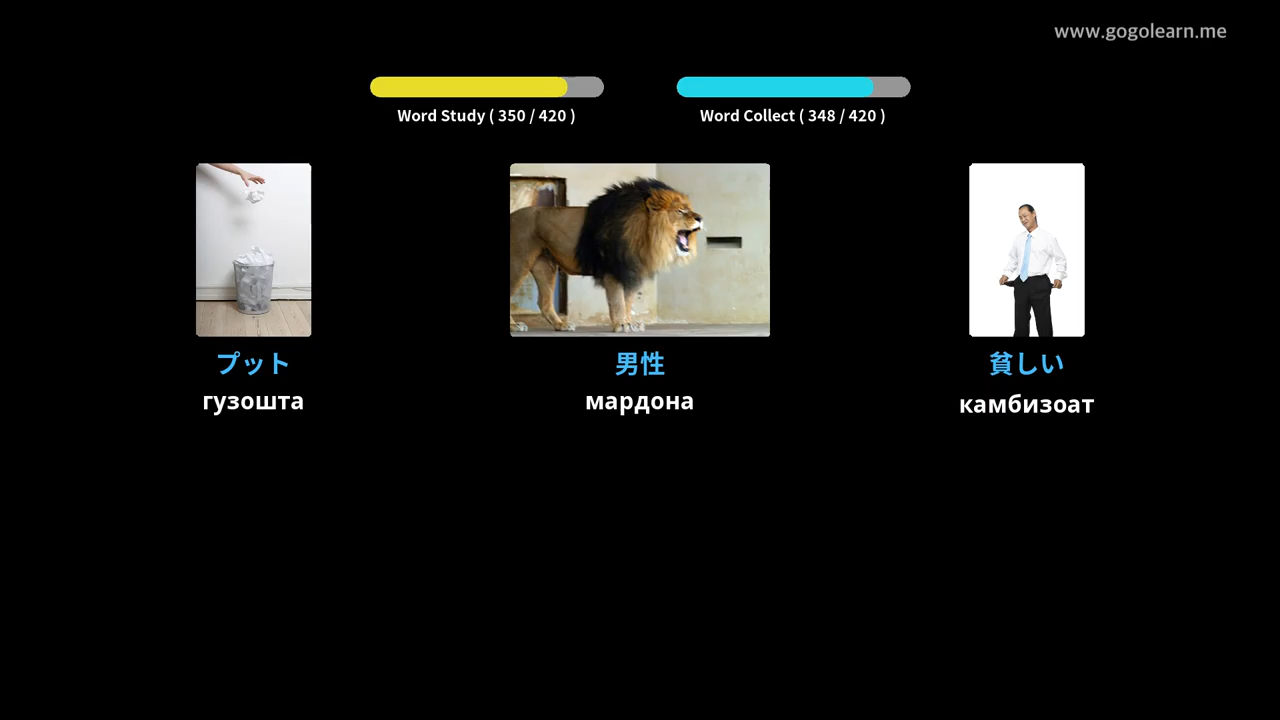 www.gogolearn.me
Word Study ( 350 / 420 )
Word Collect ( 348 / 420 )
プット
男性
貧しい
гузошта
мардона
камбизоат